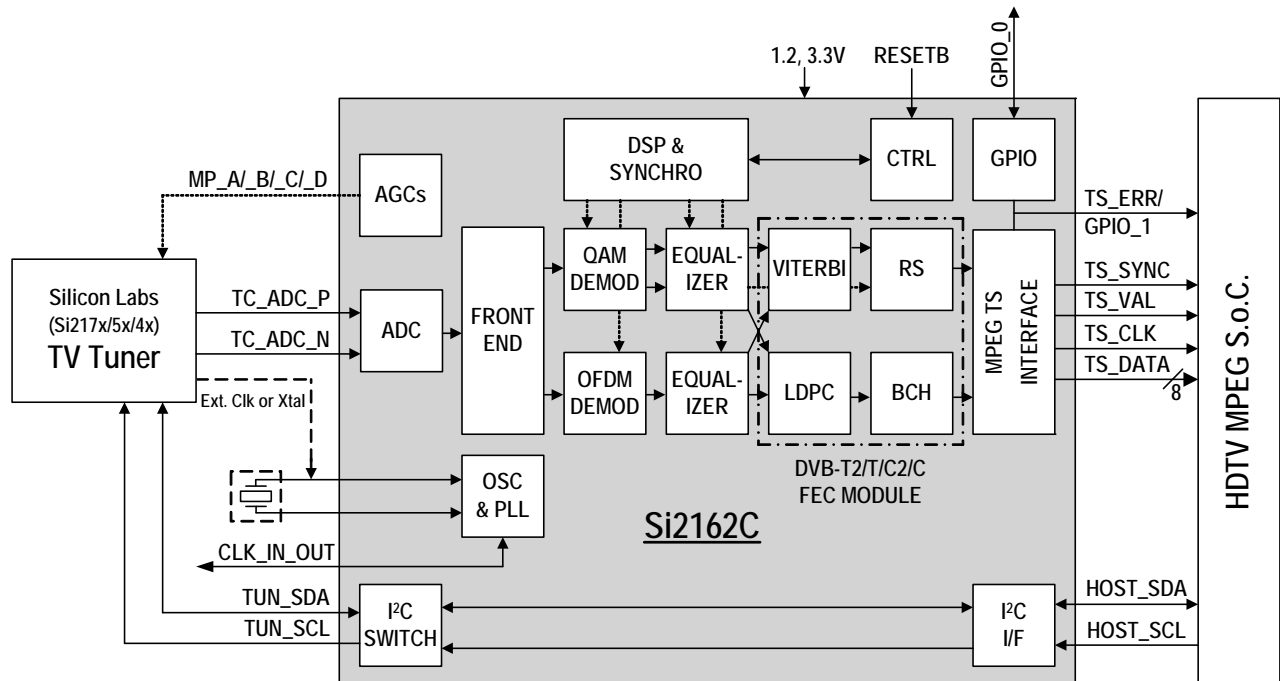 GPIO_0
1.2, 3.3V
RESETB
DSP &
SYNCHRO
CTRL
GPIO
MP_A/_B/_C/_D
AGCs
TS_ERR/
GPIO_1
QAM
DEMOD
EQUAL-
IZER
VITERBI
RS
Silicon Labs
(Si217x/5x/4x)
TV Tuner
TC_ADC_P
TC_ADC_N
ADC
FRONT
END
MPEG TS
INTERFACE
TS_SYNC
TS_VAL
TS_CLK
TS_DATA
8
HDTV MPEG S.o.C.
Ext. Clk or Xtal
OFDM
DEMOD
EQUAL-
IZER
LDPC
BCH
DVB-T2/T/C2/C
FEC MODULE
OSC
& PLL
Si2162C
CLK_IN_OUT
TUN_SDA
TUN_SCL
I²C
SWITCH
I²C
I/F
HOST_SDA
HOST_SCL